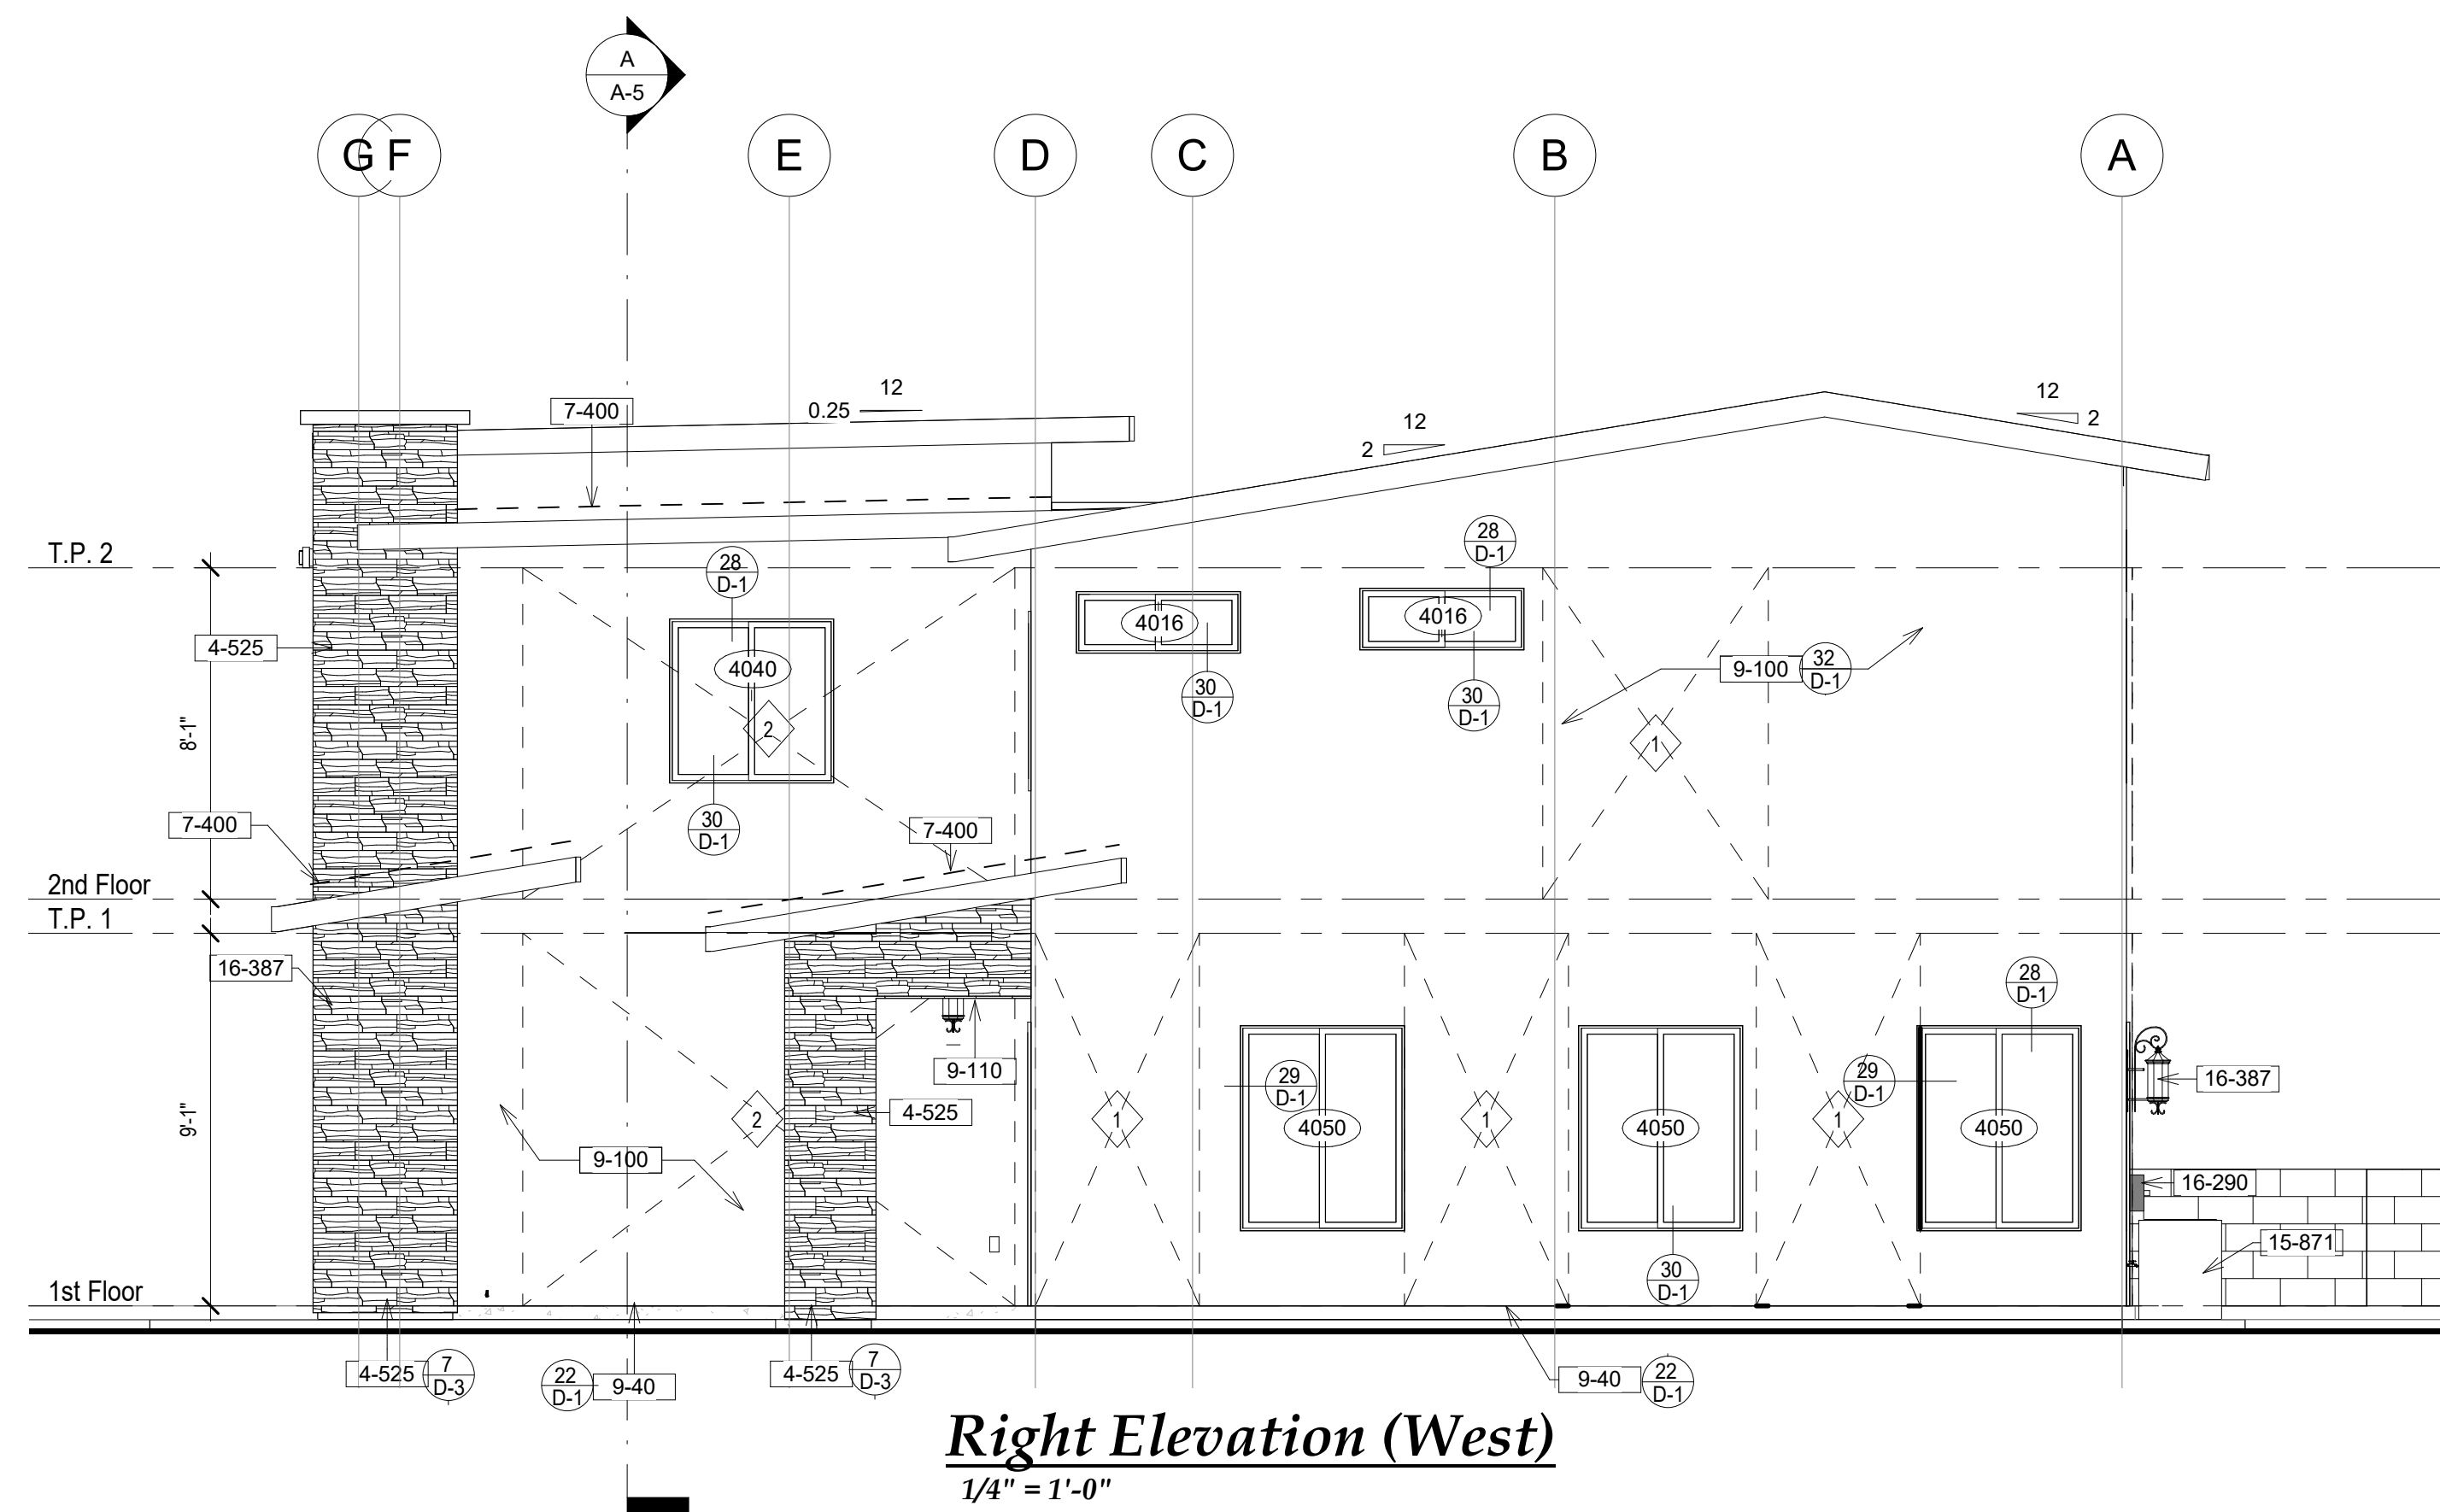 A
A-5
G F E D C B A
12
7-400 0.25
12
2
12
2
T.P. 2
28
D-1
28
D-1
4-525
4040
4016
4016
9-100 32
D-1
30
D-1
30
D-1
2
1
8'-1"
7-400
30
D-1
7-400
2nd Floor
T.P. 1
16-387
28
D-1
9-110
29
D-1
29
D-1
16-387
9'-1"
4-525
2
1
4050
1
4050
1
4050
9-100
16-290
15-871
1st Floor
30
D-1
4-525 7
D-3
22
D-1 9-40
4-525 7
D-3
9-40 22
D-1
Right Elevation (West)
1/4" = 1'-0"